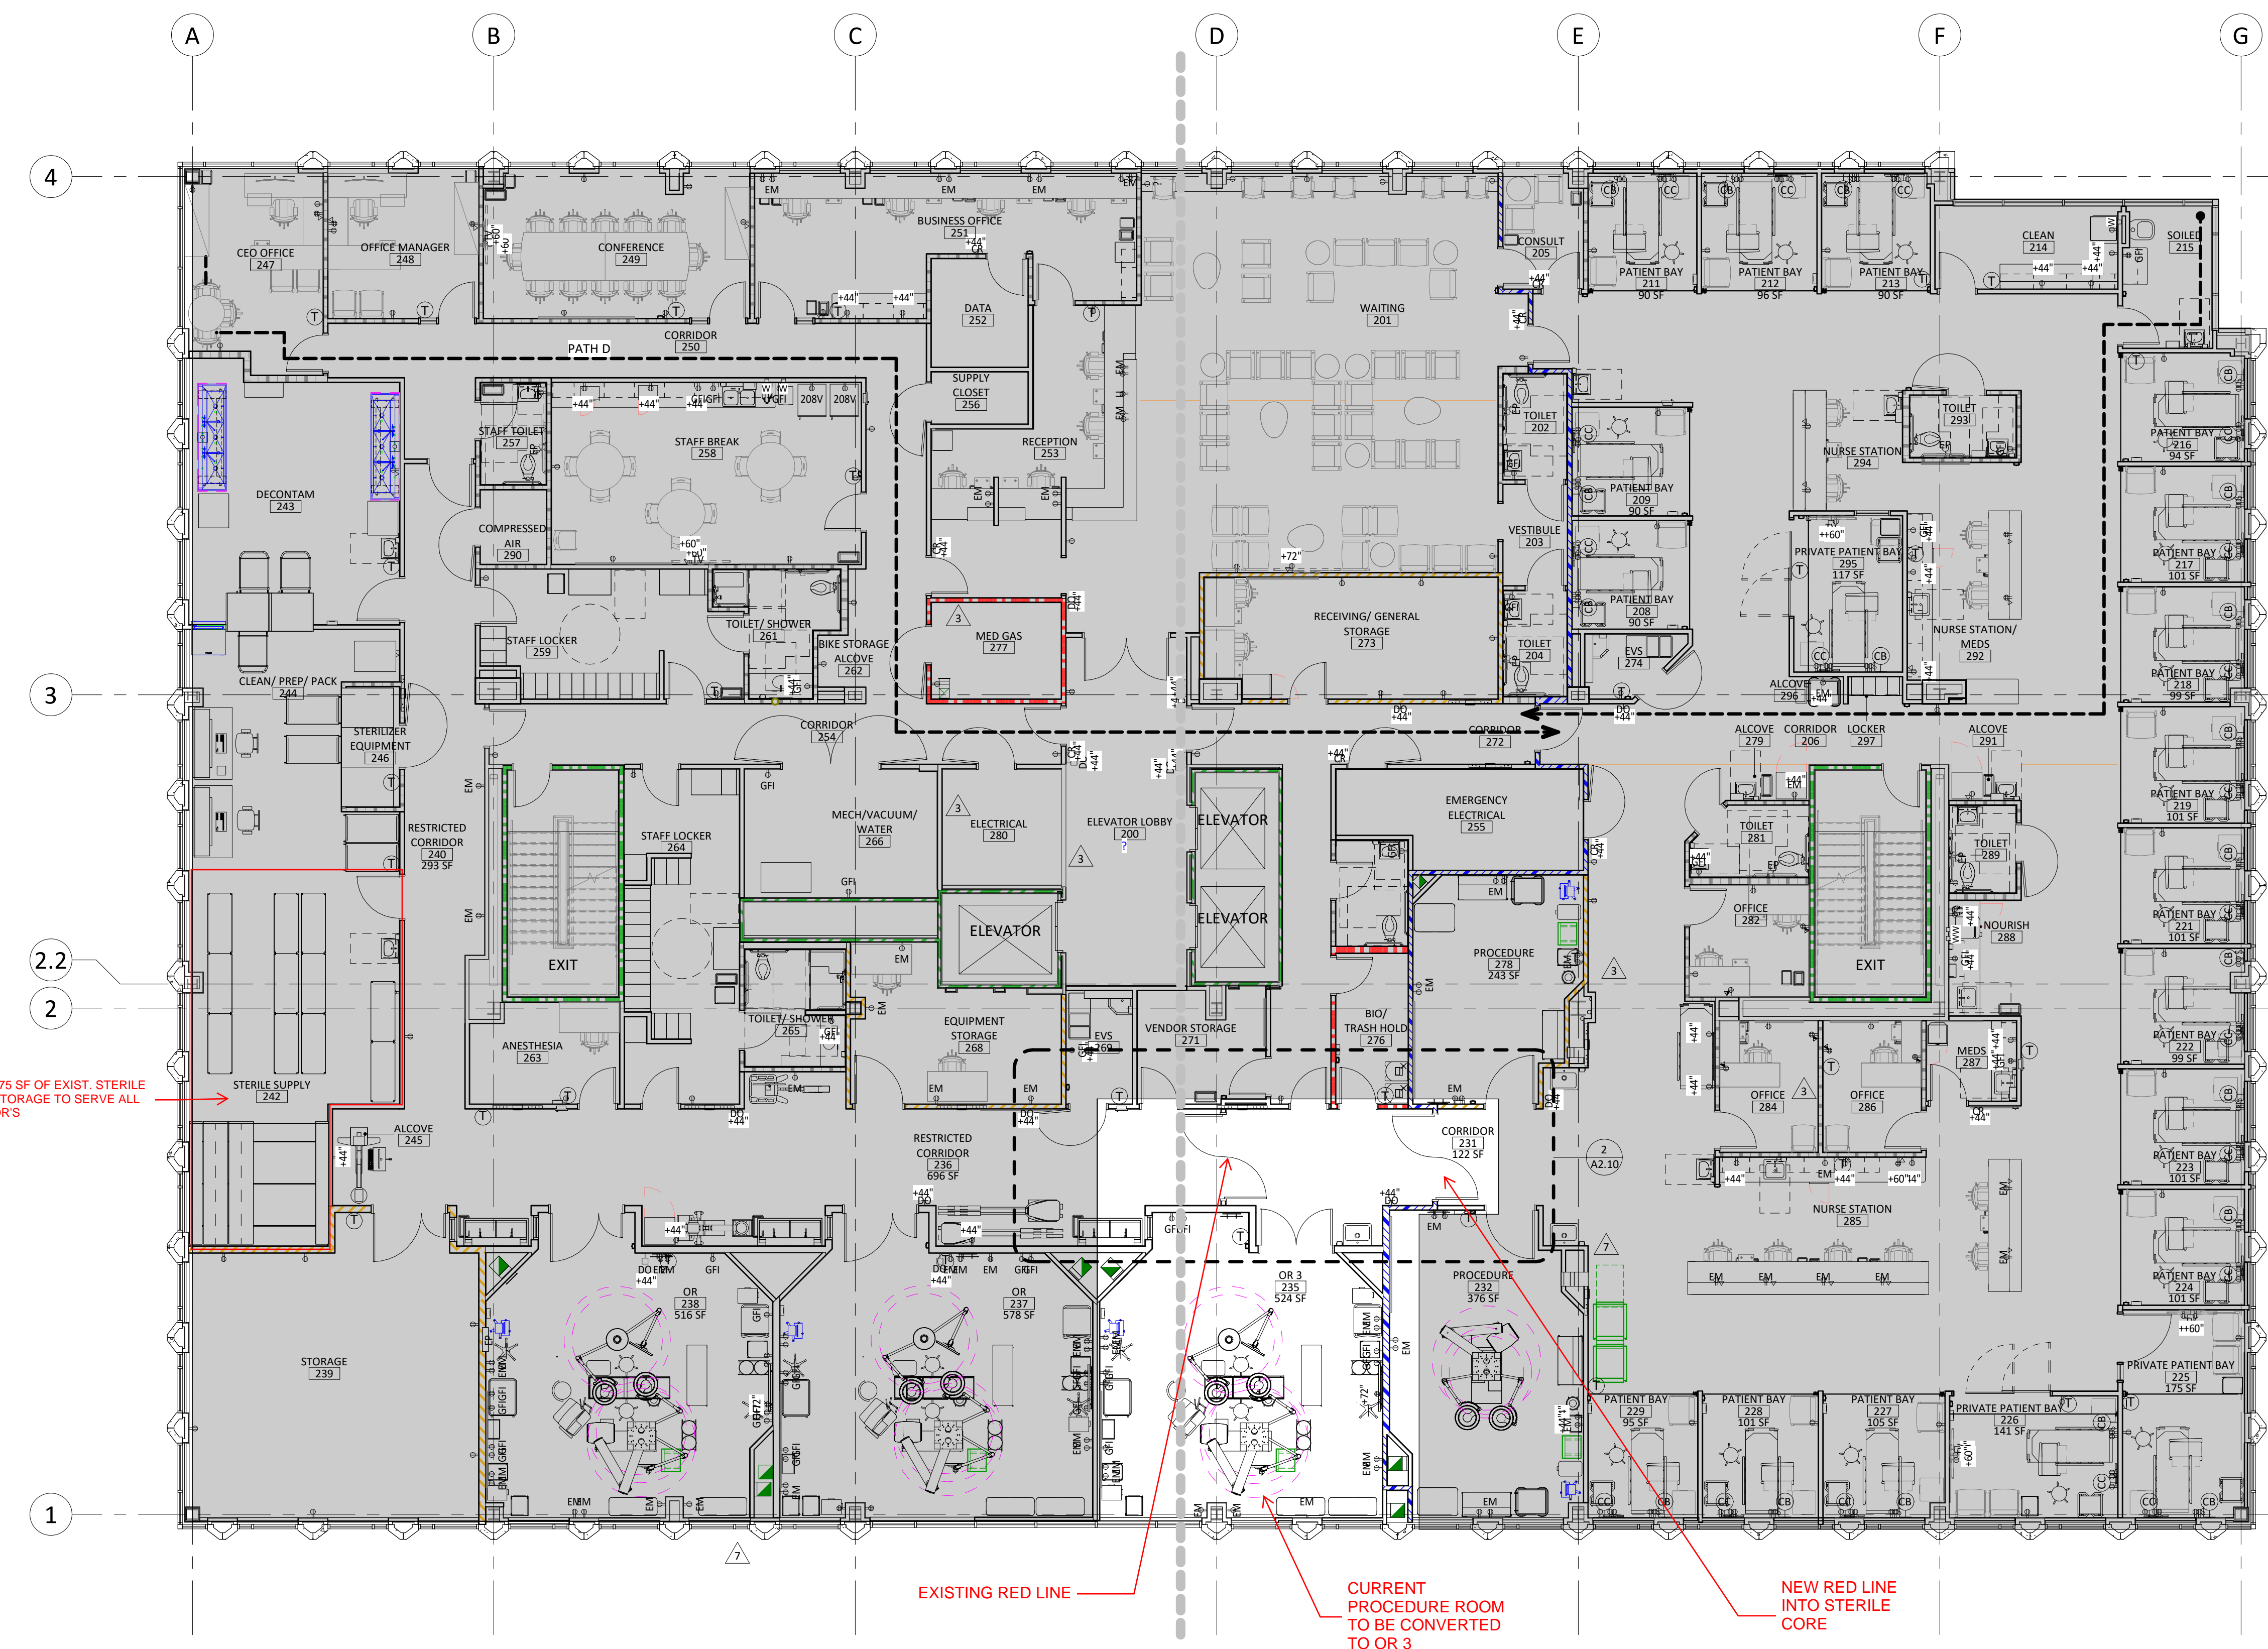 A
B
C
D
E
F
G
4
3
2.2
2
1
CEO OFFICE
247
OFFICE MANAGER
248
CONFERENCE
249
BUSINESS OFFICE
251
CORRIDOR
250
PATH D
DATA
252
SUPPLY
CLOSET
256
RECEPTION
253
WAITING
201
CONSULT
205
PATIENT BAY
211
90 SF
PATIENT BAY
212
96 SF
PATIENT BAY
213
90 SF
CLEAN
214
SOILED
215
TOILET
202
VESTIBULE
203
TOILET
204
PATIENT BAY
209
90 SF
PATIENT BAY
208
90 SF
EVS
274
NURSE STATION
294
TOILET
293
PRIVATE PATIENT BAY
295
117 SF
NURSE STATION/
MEDS
292
ALCOVE
296
PATIENT BAY
216
94 SF
PATIENT BAY
217
101 SF
PATIENT BAY
218
99 SF
PATIENT BAY
219
101 SF
PATIENT BAY
221
101 SF
PATIENT BAY
222
99 SF
PATIENT BAY
223
101 SF
PATIENT BAY
224
101 SF
PRIVATE PATIENT BAY
225
175 SF
DECONTAM
243
STAFF TOILET
257
STAFF BREAK
258
208V
208V
COMPRESSED
AIR
290
STAFF LOCKER
259
TOILET/ SHOWER
261
BIKE STORAGE
ALCOVE
262
MED GAS
277
3
RECEIVING/ GENERAL
STORAGE
273
CLEAN/ PREP/ PACK
244
STERILIZER
EQUIPMENT
246
CORRIDOR
254
CORRIDOR
272
ALCOVE
279
CORRIDOR
206
LOCKER
297
ALCOVE
291
RESTRICTED
CORRIDOR
240
293 SF
EXIT
STAFF LOCKER
264
MECH/VACUUM/
WATER
266
ELECTRICAL
280
3
ELEVATOR LOBBY
200
?
3
ELEVATOR
ELEVATOR
ELEVATOR
EMERGENCY
ELECTRICAL
255
PROCEDURE
278
243 SF
3
TOILET
281
OFFICE
282
EXIT
TOILET
289
NOURISH
288
STERILE SUPPLY
242
75 SF OF EXIST. STERILE
TORAGE TO SERVE ALL
OR'S
ANESTHESIA
263
TOILET/ SHOWER
265
EQUIPMENT
STORAGE
268
EVS
269
VENDOR STORAGE
271
BIO/
TRASH HOLD
276
OFFICE
284
3
OFFICE
286
MEDS
287
ALCOVE
245
RESTRICTED
CORRIDOR
236
696 SF
CORRIDOR
231
122 SF
2
A2.10
NURSE STATION
285
7
STORAGE
239
OR
238
516 SF
OR
237
578 SF
OR 3
235
524 SF
PROCEDURE
232
376 SF
PATIENT BAY
229
95 SF
PATIENT BAY
228
101 SF
PATIENT BAY
227
105 SF
PRIVATE PATIENT BAY
226
141 SF
7
EXISTING RED LINE
CURRENT
PROCEDURE ROOM
TO BE CONVERTED
TO OR 3
NEW RED LINE
INTO STERILE
CORE